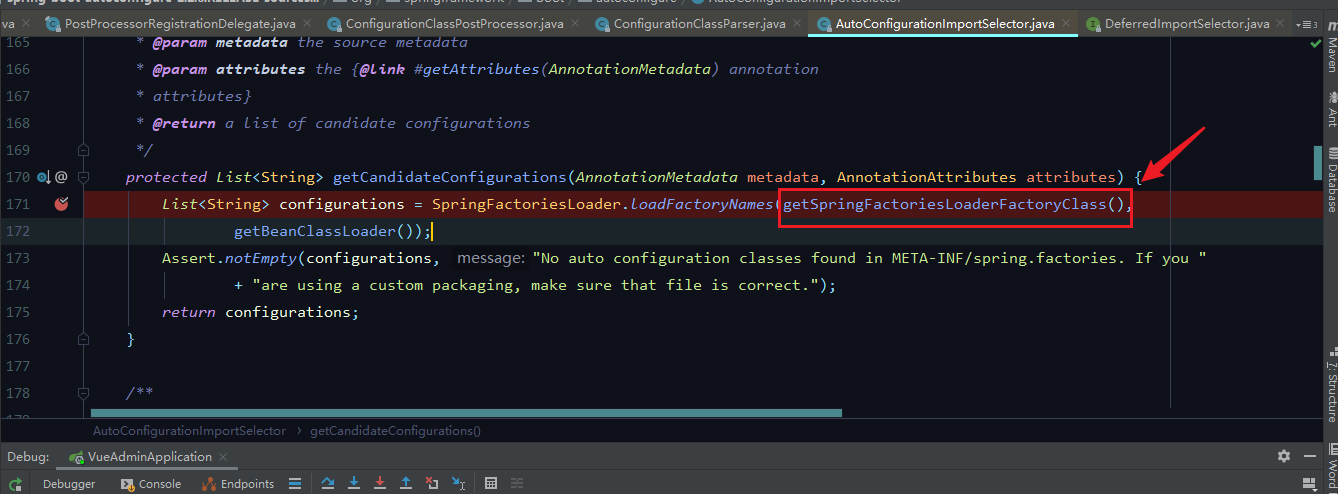 va
PostProcessorRegistrationDelegate.java
ConfigurationClassPostProcessor.java
ConfigurationClassParser.java
AutoConfigurationImportSelector.java
DeferredImportSelector.java
3
165 * @param metadata the source metadata
166 * @param attributes the {@link #getAttributes(AnnotationMetadata) annotation
167 * attributes}
168 * @return a list of candidate configurations
169 */
170 @ protected List<String> getCandidateConfigurations(AnnotationMetadata metadata, AnnotationAttributes attributes) {
171 List<String> configurations = SpringFactoriesLoader.loadFactoryNames(getSpringFactoriesLoaderFactoryClass(),
172 getBeanClassLoader());
173 Assert.notEmpty(configurations, message: "No auto configuration classes found in META-INF/spring.factories. If you "
174 + "are using a custom packaging, make sure that file is correct.");
175 return configurations;
176 }
177
178 /**
AutoConfigurationImportSelector > getCandidateConfigurations()
Debug: VueAdminApplication
Debugger Console Endpoints
Maven
Ant
Database
7: Structure
Word